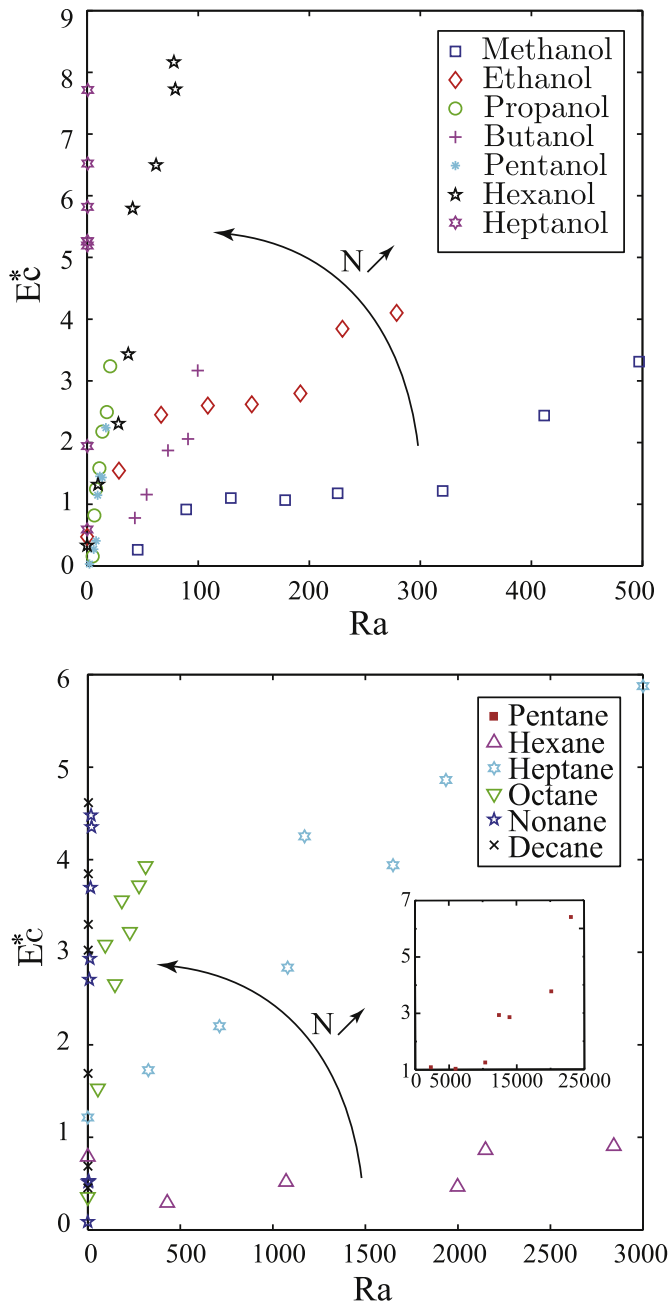 9
8
7
6
5
4
3
2
1
0
Ec*
Methanol
Ethanol
Propanol
Butanol
Pentanol
Hexanol
Heptanol
N
0
100
200
300
400
500
Ra
6
5
4
3
2
1
0
Ec*
Pentane
Hexane
Heptane
Octane
Nonane
Decane
N
7
5
3
1
0
5000
15000
25000
0
500
1000
1500
2000
2500
3000
Ra